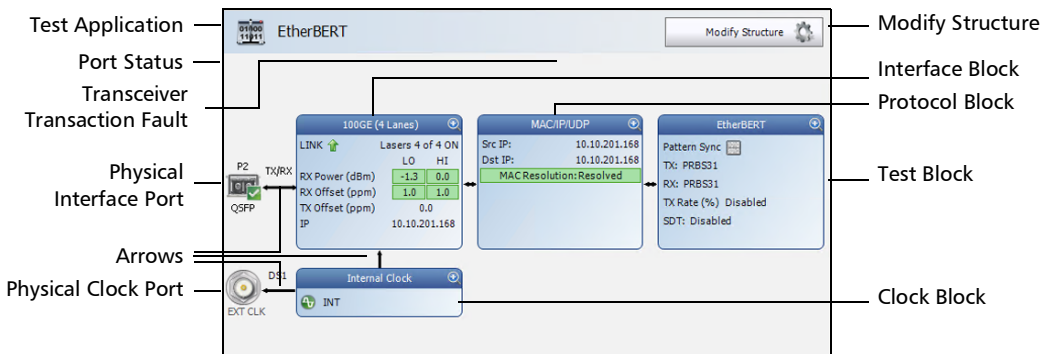 Test Application
Port Status
Transceiver
Transaction Fault
Physical
Interface Port
Arrows
Physical Clock Port
01100
11011
EtherBERT
Modify Structure
P2
QSFP
TX/RX
100GE (4 Lanes)
LINK
Lasers 4 of 4 ON
LO HI
RX Power (dBm) -1.3 0.0
RX Offset (ppm) 1.0 1.0
TX Offset (ppm) 0.0
IP 10.10.201.168
MAC/IP/UDP
Src IP: 10.10.201.168
Dst IP: 10.10.201.168
MAC Resolution: Resolved
EtherBERT
Pattern Sync
TX: PRBS31
RX: PRBS31
TX Rate (%) Disabled
SDT: Disabled
DS1
EXT CLK
Internal Clock
INT
Modify Structure
Interface Block
Protocol Block
Test Block
Clock Block